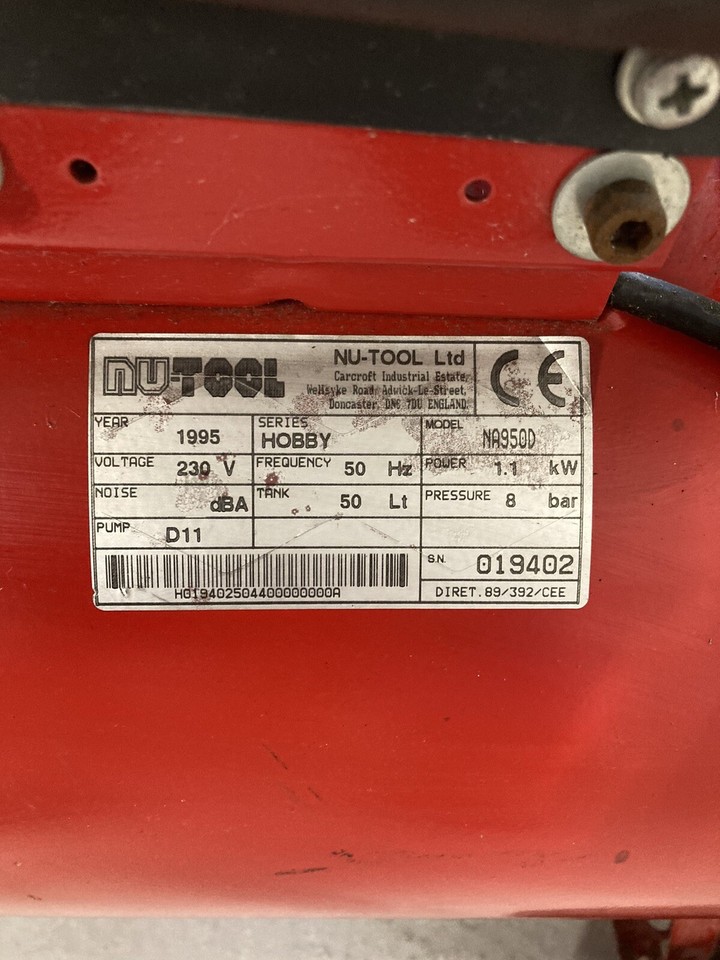 NU-TOOL
NU-TOOL Ltd
Carcroft Industrial Estate,
Wellsyke Road, Adwick-Le-Street,
Doncaster, DN6 7DU ENGLAND.
CE
YEAR 1995
SERIES HOBBY
MODEL NA950D
VOLTAGE 230 V
FREQUENCY 50 Hz
POWER 1.1 kW
NOISE dBA
TANK 50 Lt
PRESSURE 8 bar
PUMP D11
H019402504400000000A
S.N. 019402
DIRET.89/392/CEE